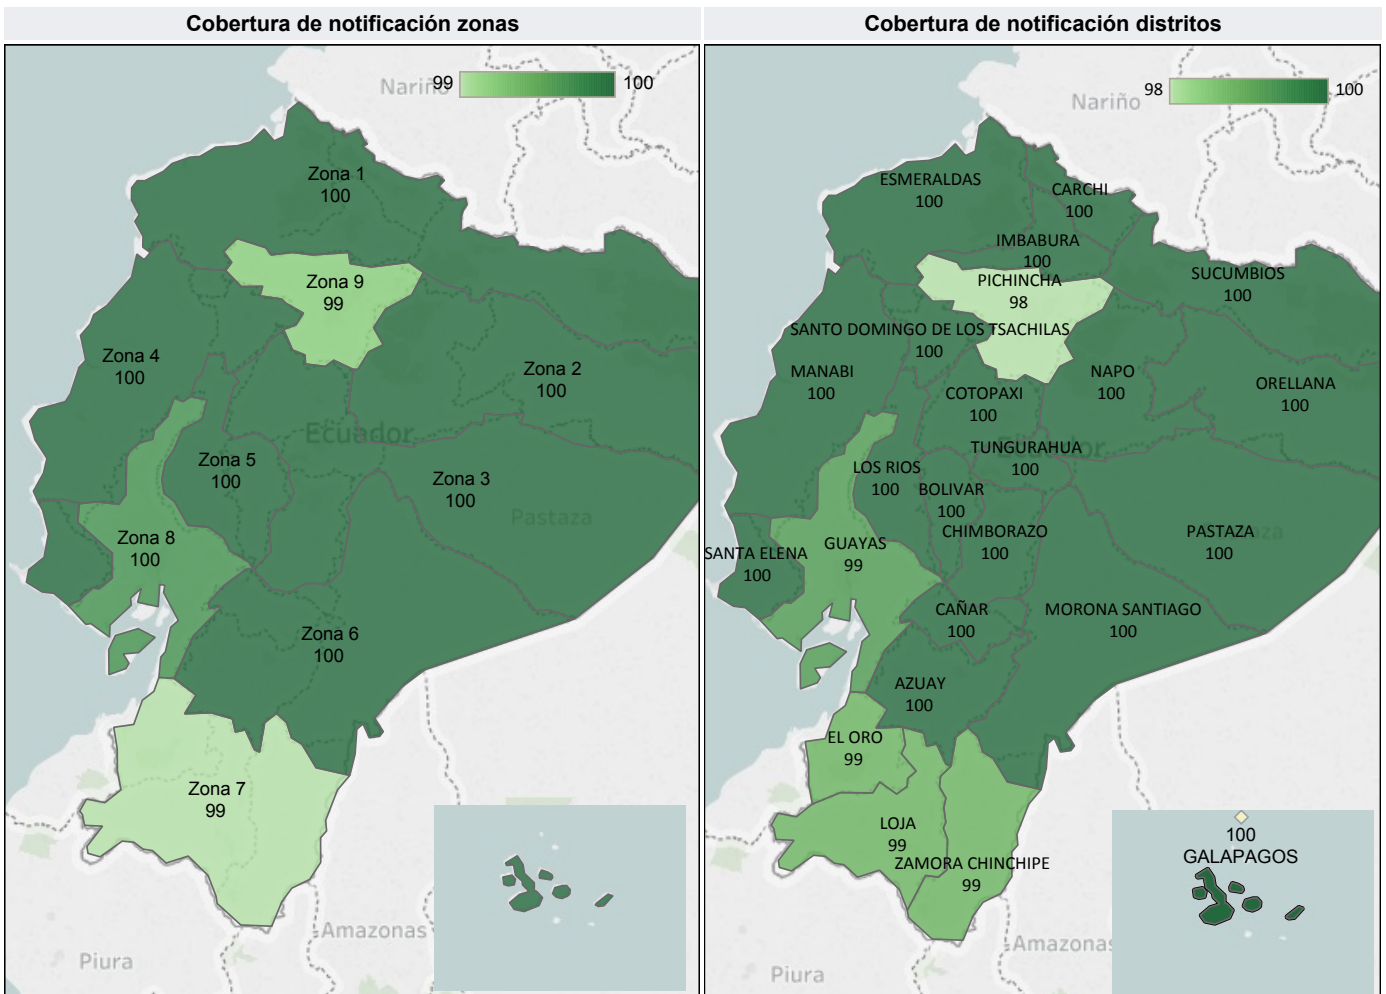 Cobertura de notificación zonas
99
100
Nariño
Zona 1
100
Zona 9
99
Zona 4
100
Zona 2
100
Ecuador
Zona 5
100
Zona 3
100
Pastaza
Zona 8
100
Zona 6
100
Zona 7
99
Amazonas
Piura
Cobertura de notificación distritos
98
100
Nariño
ESMERALDAS
100
CARCHI
100
IMBABURA
100
SUCUMBIOS
100
PICHINCHA
98
SANTO DOMINGO DE LOS TSACHILAS
100
MANABI
100
NAPO
100
ORELLANA
100
COTOPAXI
100
TUNGURAHUA
100
LOS RIOS
100
BOLIVAR
100
CHIMBORAZO
100
PASTAZA
100
SANTA ELENA
100
GUAYAS
99
CAÑAR
100
MORONA SANTIAGO
100
AZUAY
100
EL ORO
99
LOJA
99
ZAMORA CHINCHIPE
99
100
GALAPAGOS
Amazonas
Piura